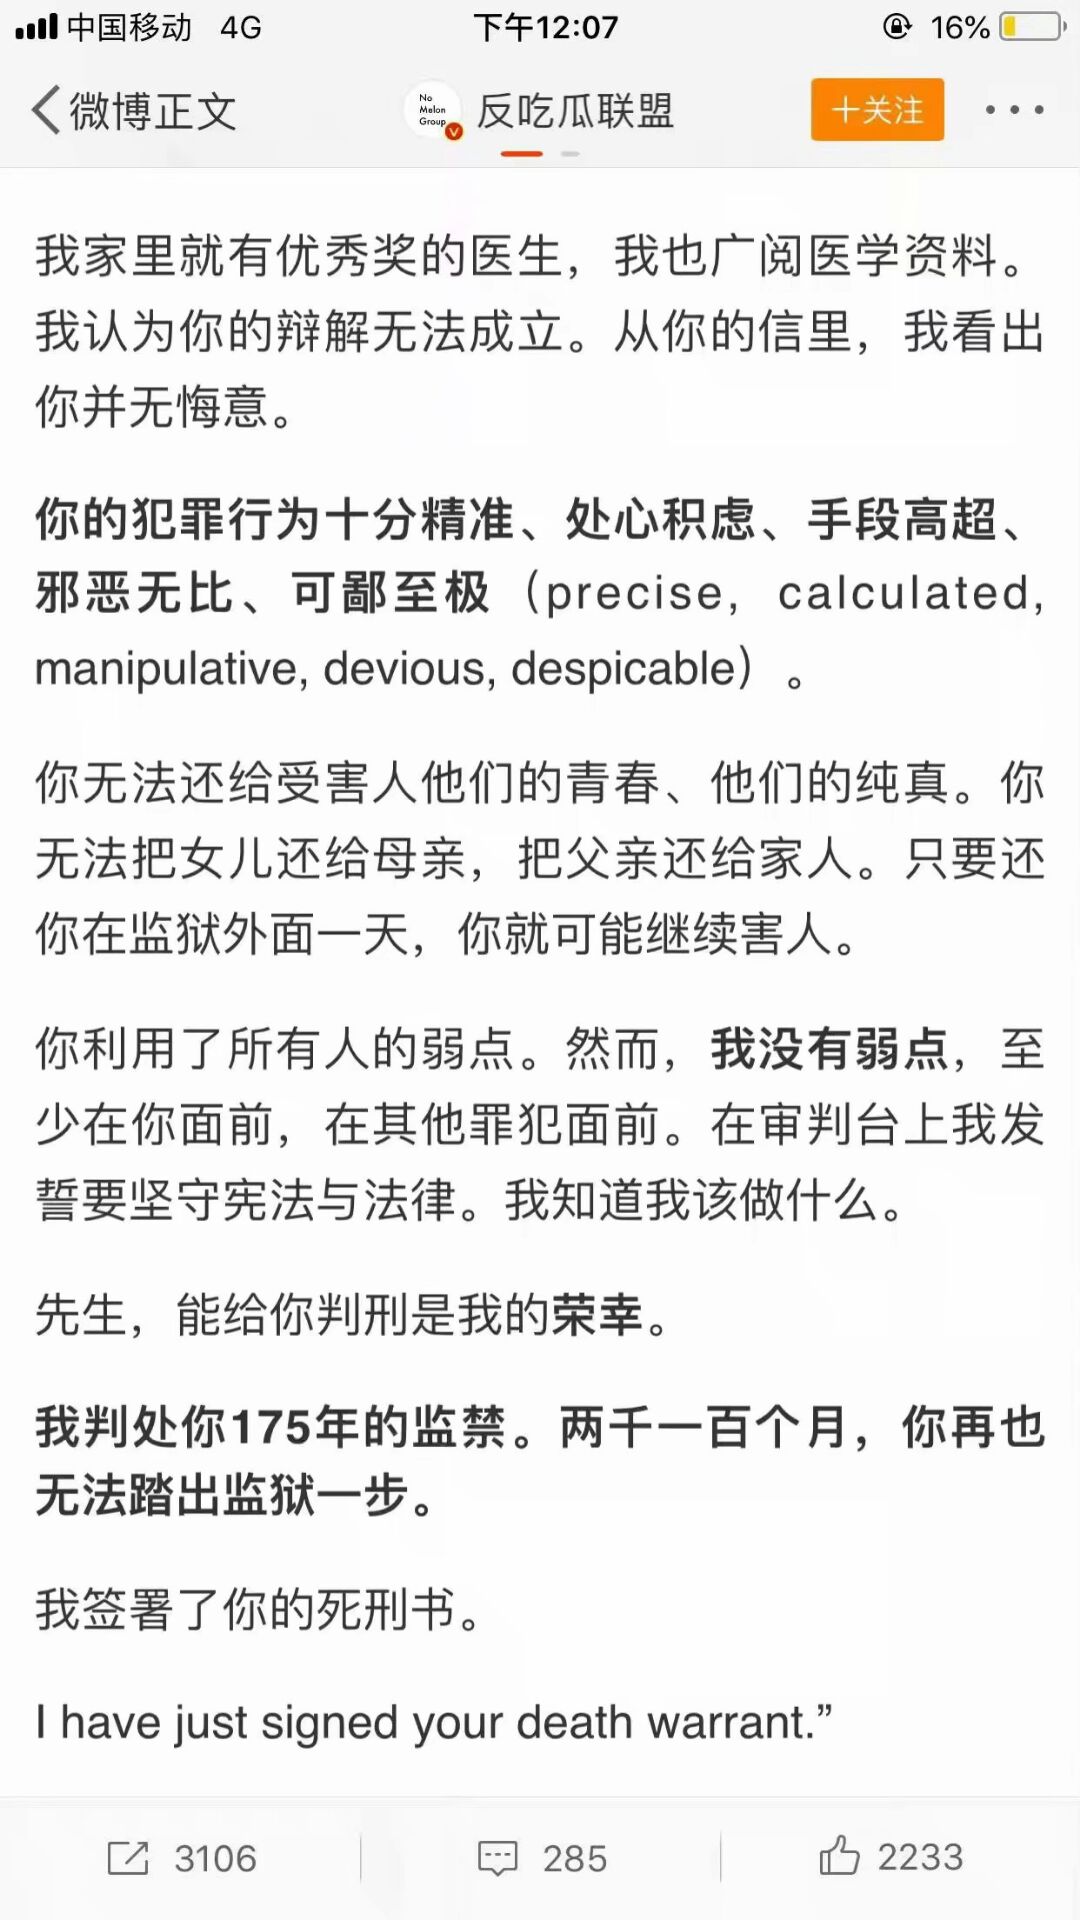 中国移动 4G 下午12:07 16%
微博正文 No Melon Group V 反吃瓜联盟 十关注
我家里就有优秀奖的医生，我也广阅医学资料。
我认为你的辩解无法成立。从你的信里，我看出
你并无悔意。
你的犯罪行为十分精准、处心积虑、手段高超、
邪恶无比、可鄙至极（precise, calculated,
manipulative, devious, despicable）。
你无法还给受害人他们的青春、他们的纯真。你
无法把女儿还给母亲，把父亲还给家人。只要还
你在监狱外面一天，你就可能继续害人。
你利用了所有人的弱点。然而，我没有弱点，至
少在你面前，在其他罪犯面前。在审判台上我发
誓要坚守宪法与法律。我知道我该做什么。
先生，能给你判刑是我的荣幸。
我判处你175年的监禁。两千一百个月，你再也
无法踏出监狱一步。
我签署了你的死刑书。
I have just signed your death warrant.”
3106 285 2233